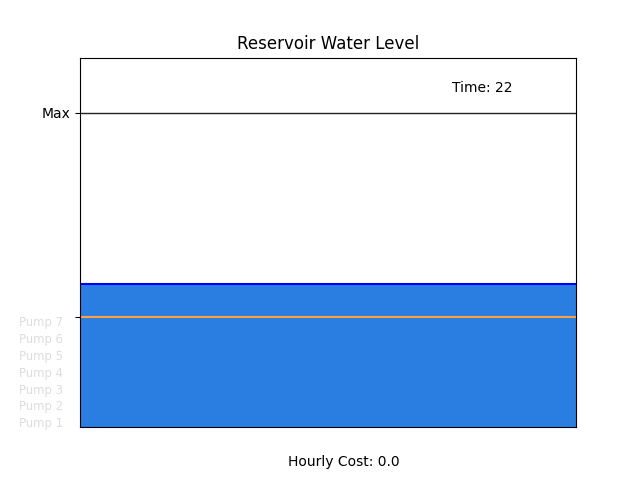 Reservoir Water Level
Time: 22
Max
Pump 7
Pump 6
Pump 5
Pump 4
Pump 3
Pump 2
Pump 1
Hourly Cost: 0.0